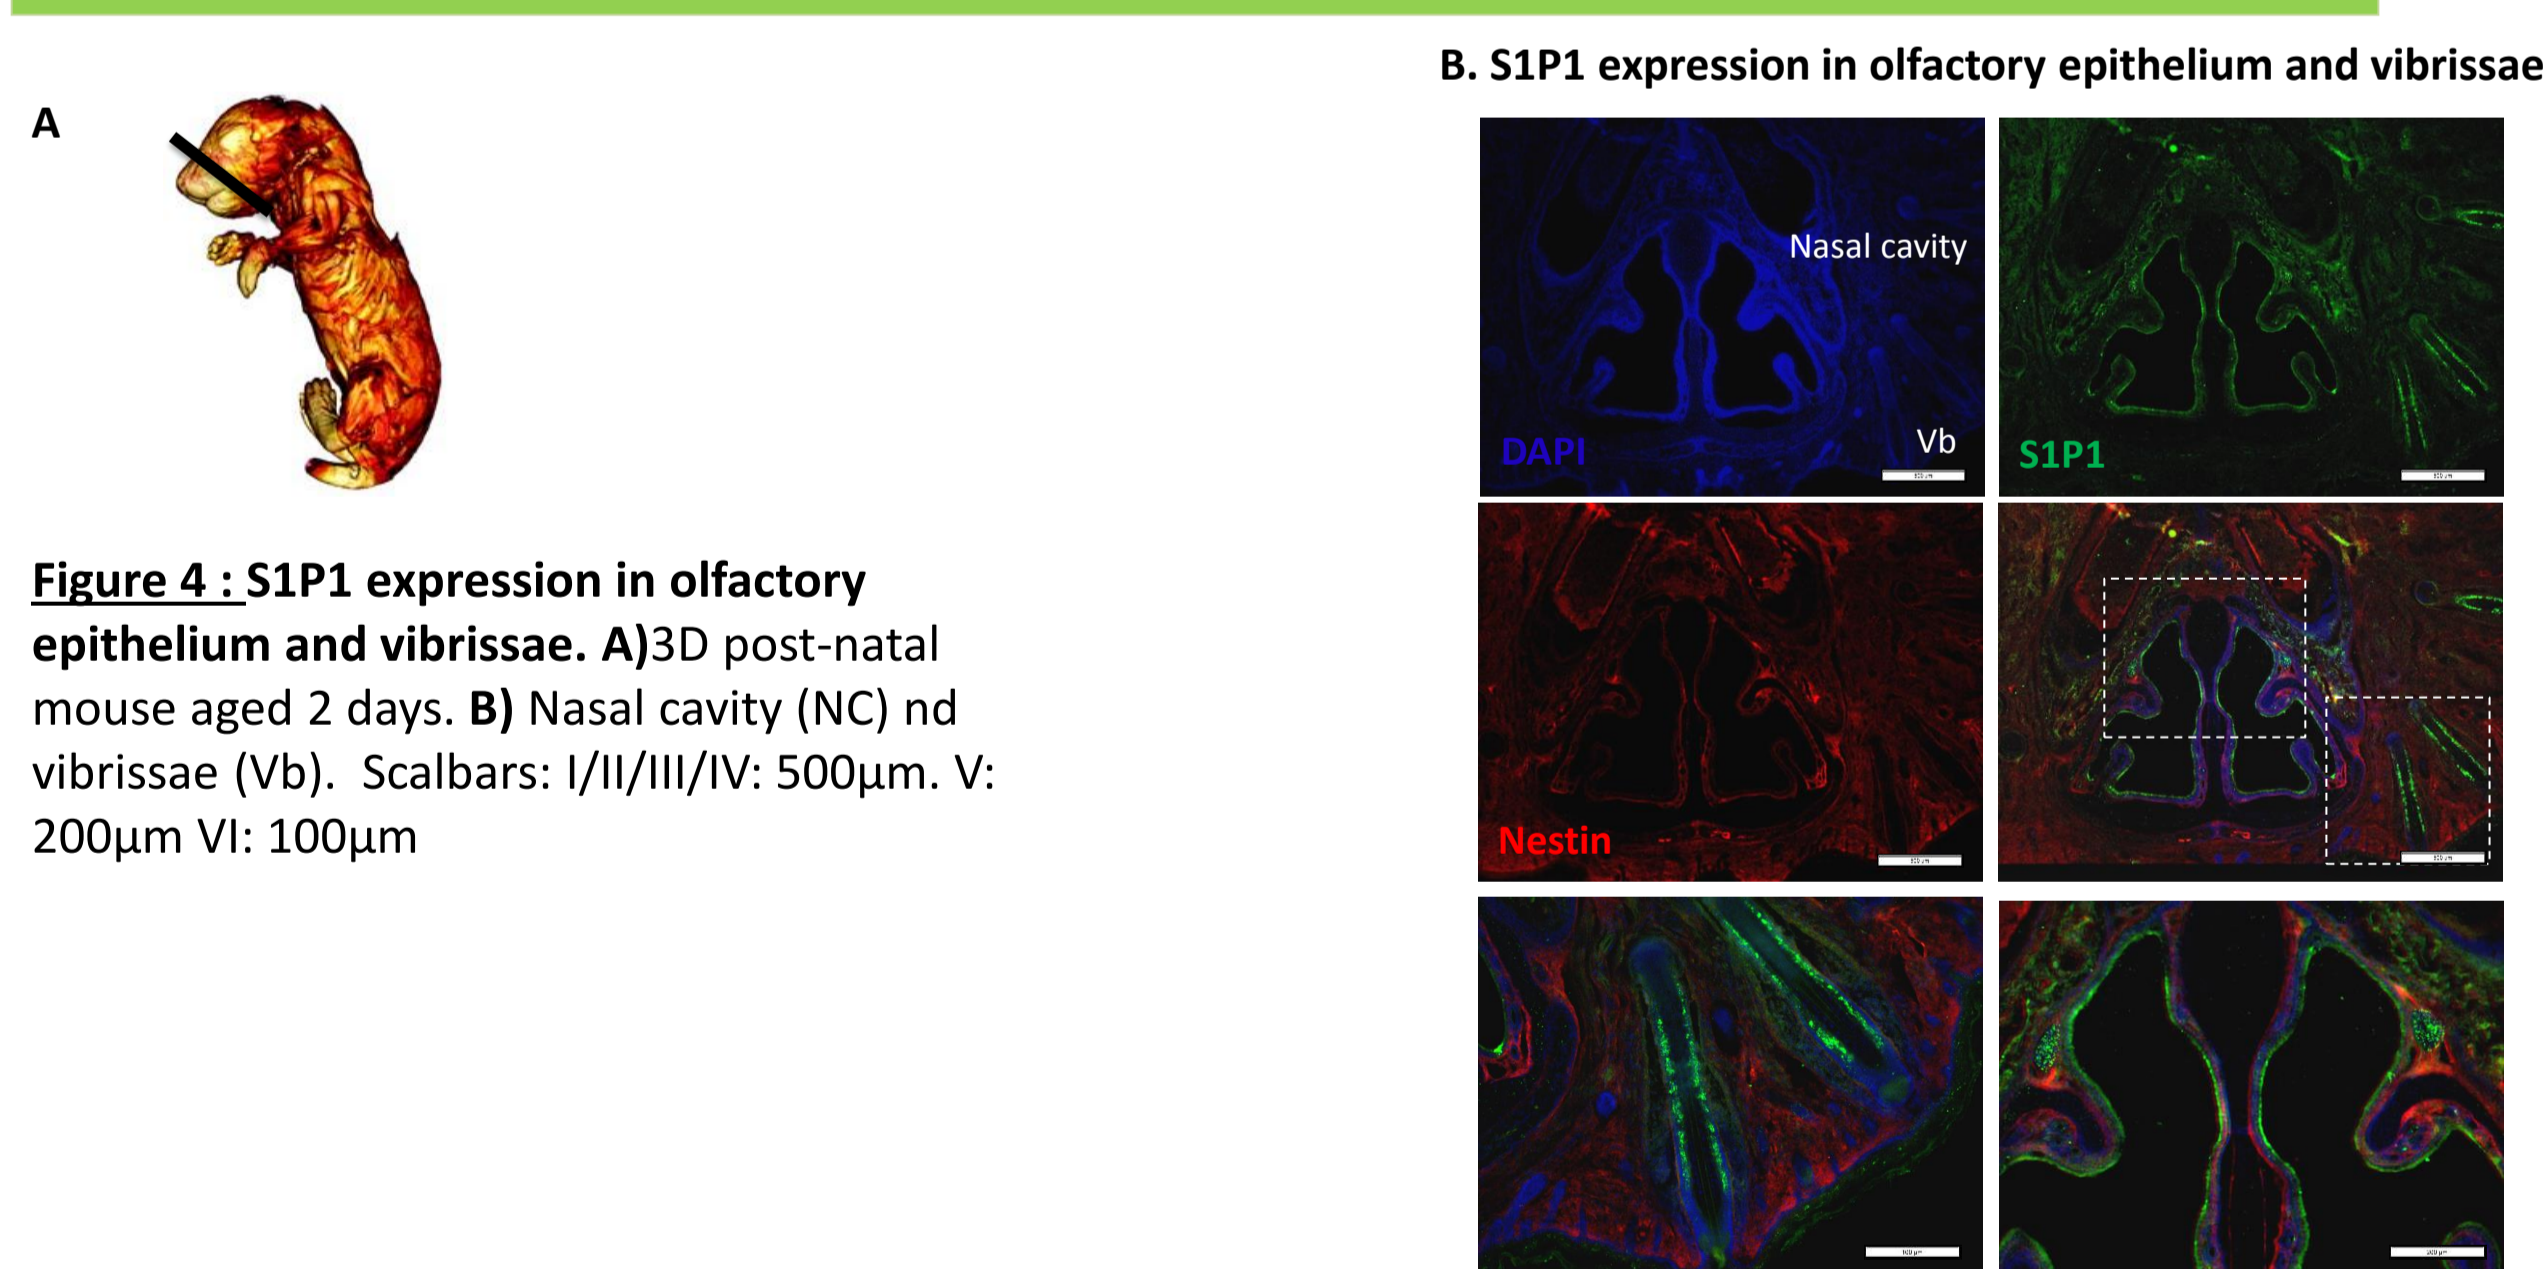 B. S1P1 expression in olfactory epithelium and vibrissae
A
Nasal cavity
DAPI
Vb
S1P1
Nestin
Figure 4 : S1P1 expression in olfactory
epithelium and vibrissae. A)3D post-natal
mouse aged 2 days. B) Nasal cavity (NC) nd
vibrissae (Vb).  Scalbars: I/II/III/IV: 500µm. V:
200µm VI: 100µm